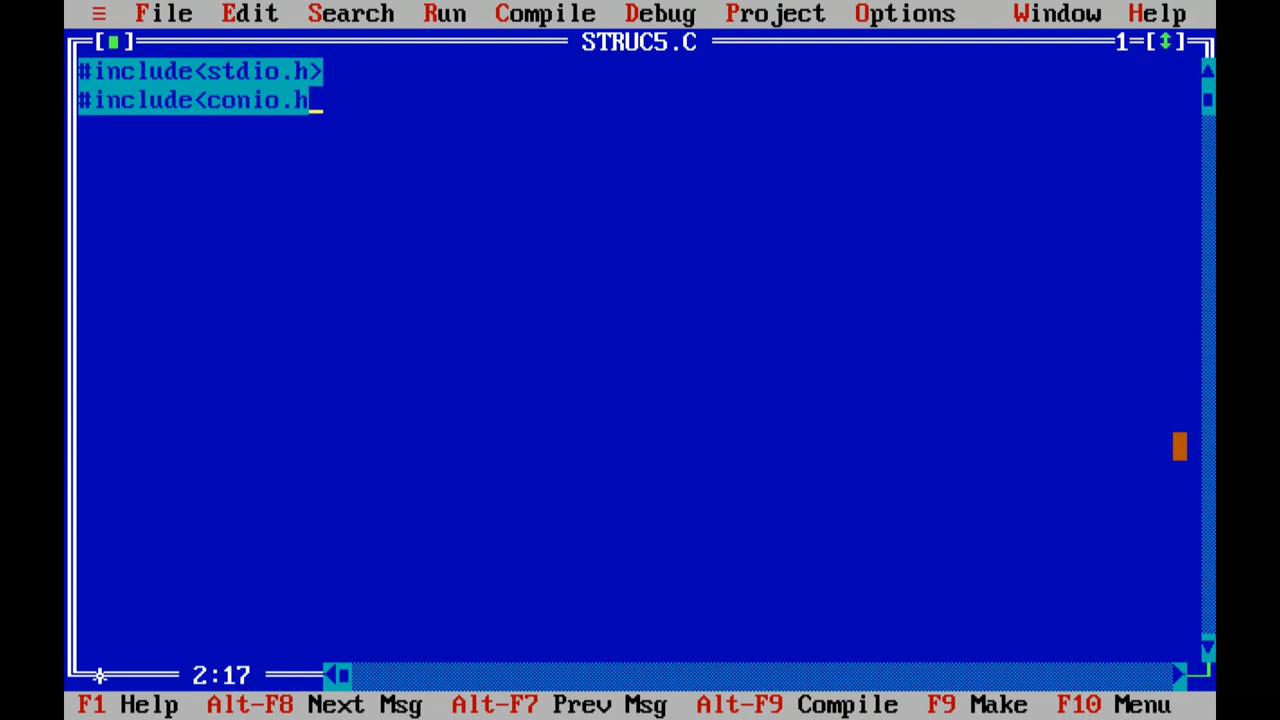 ≡ File Edit Search Run Compile Debug Project Options Window Help
[■] STRUC5.C 1=[↕]
#include<stdio.h>
#include<conio.h
2:17
F1 Help Alt-F8 Next Msg Alt-F7 Prev Msg Alt-F9 Compile F9 Make F10 Menu